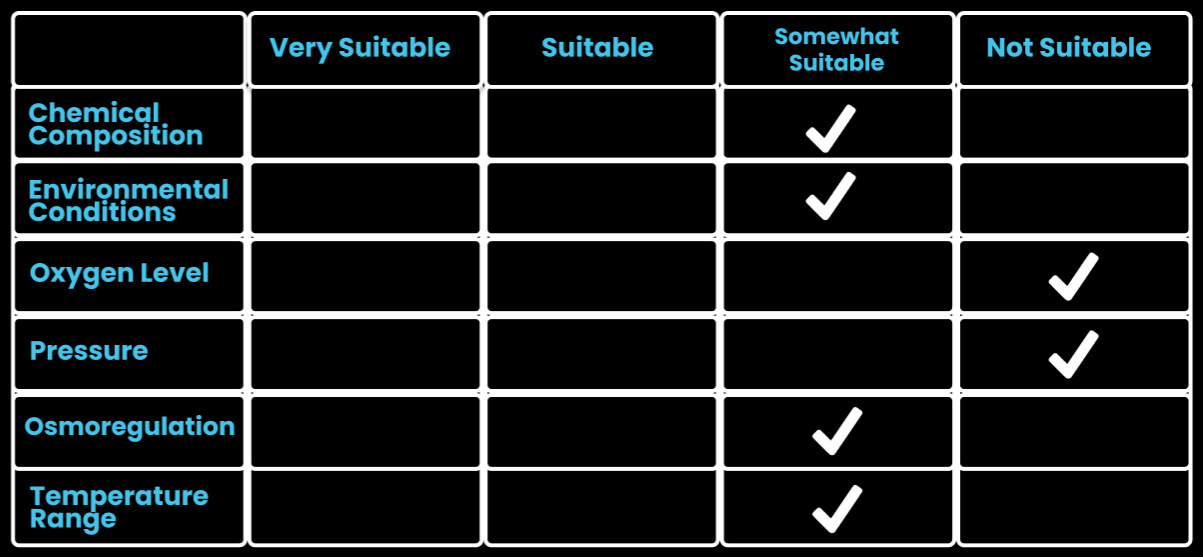 Very Suitable
Suitable
Somewhat
Suitable
Not Suitable
Chemical
Composition
Environmental
Conditions
Oxygen Level
Pressure
Osmoregulation
Temperature
Range